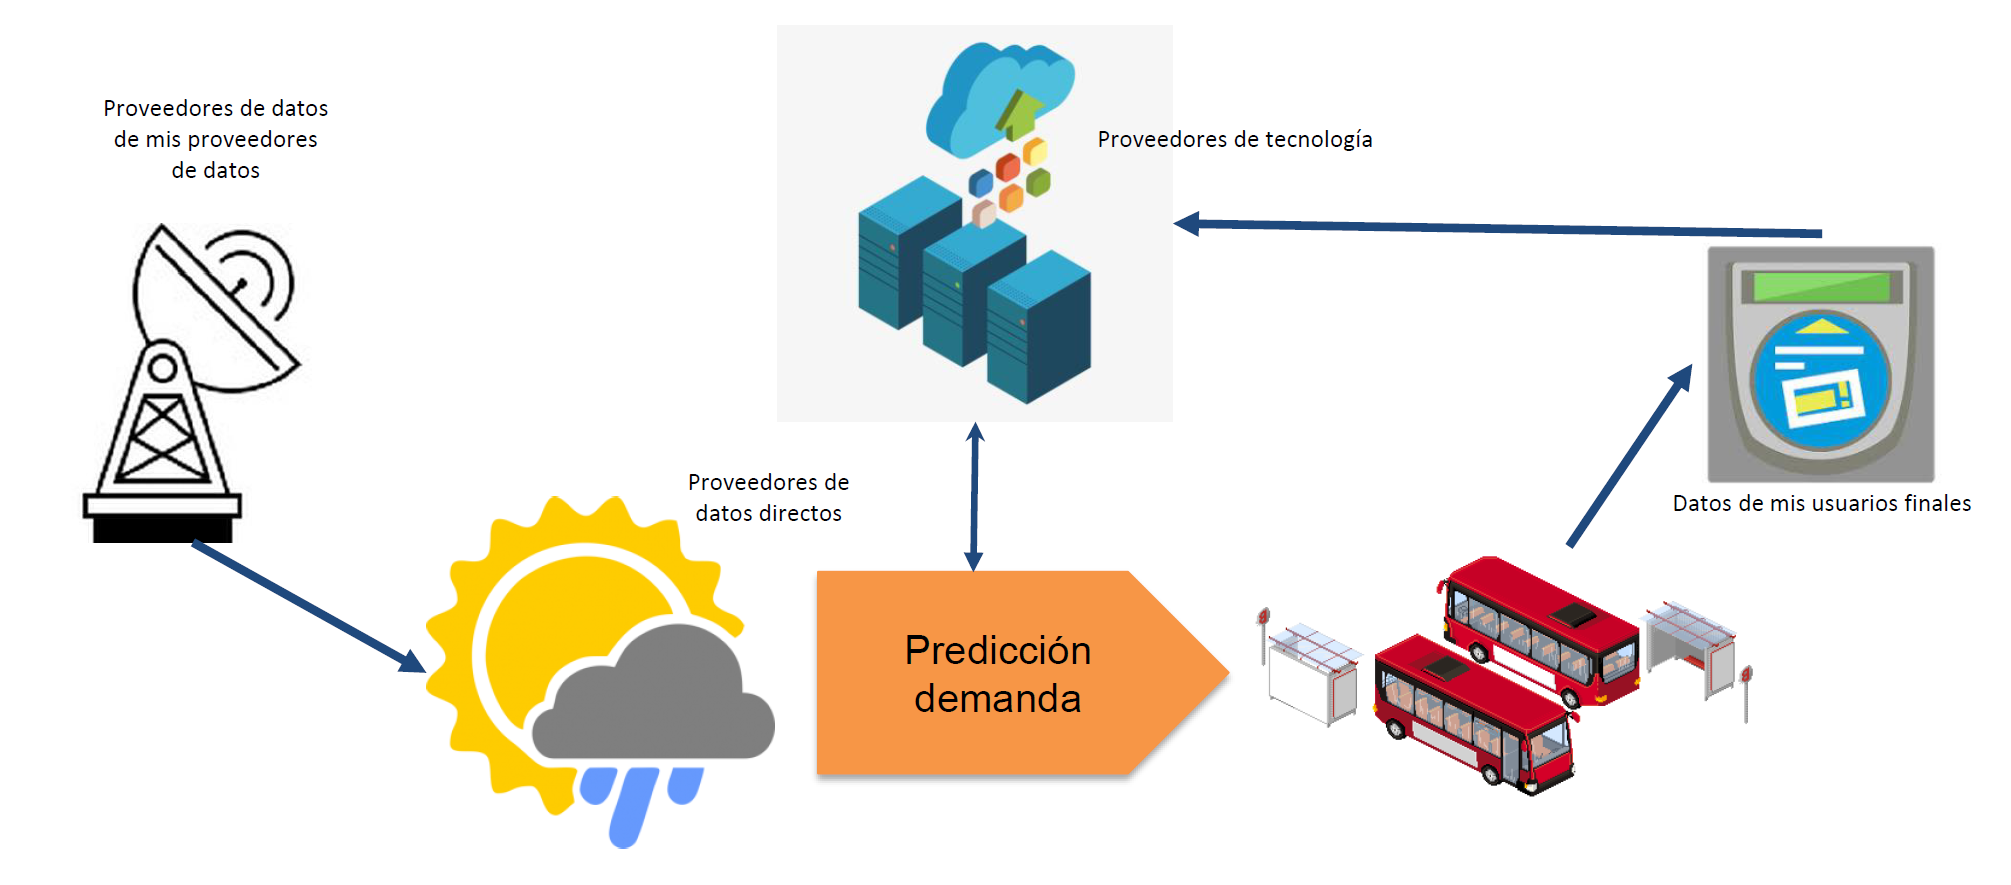 Proveedores de datos
de mis proveedores
de datos
Proveedores de tecnología
Proveedores de
datos directos
Datos de mis usuarios finales
Predicción
demanda